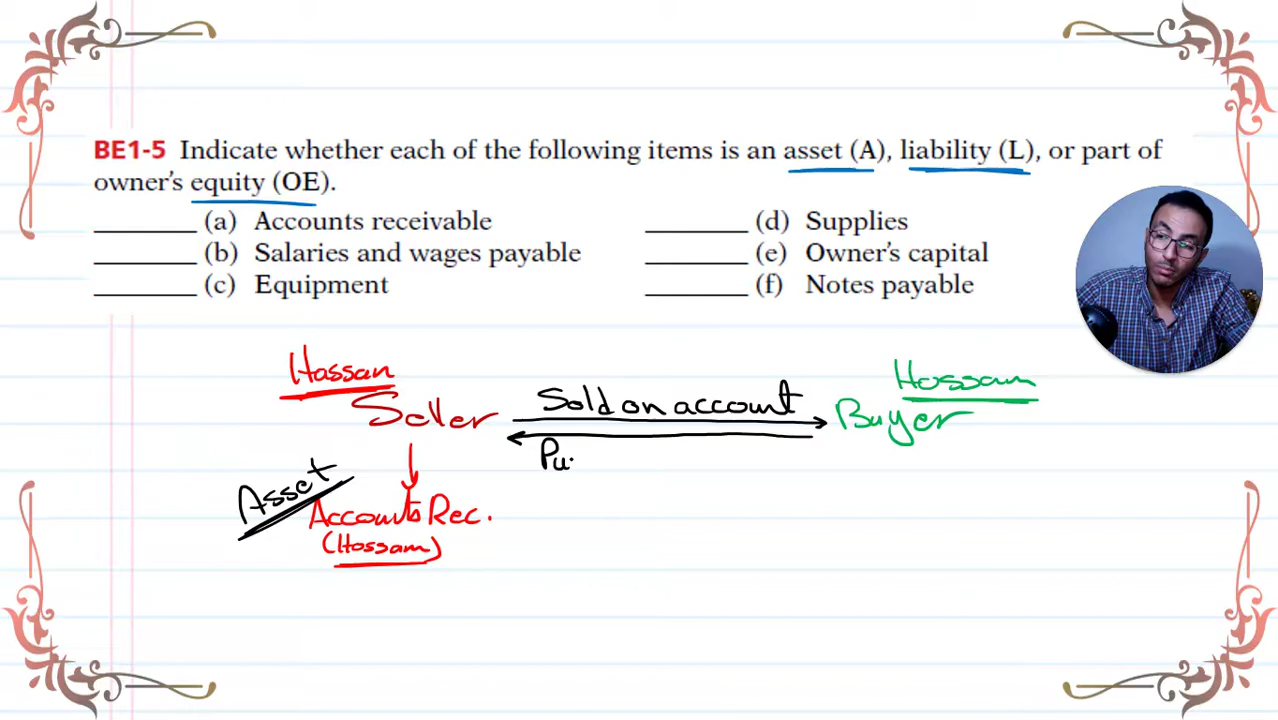 BE1-5 Indicate whether each of the following items is an asset (A), liability (L), or part of
owner's equity (OE).
(a) Accounts receivable
(b) Salaries and wages payable
(c) Equipment
(d) Supplies
(e) Owner's capital
(f) Notes payable
Hassan
Seller
Sold on account
Hossam
Buyer
Pu.
Asset
Accounts Rec.
(Hossam)